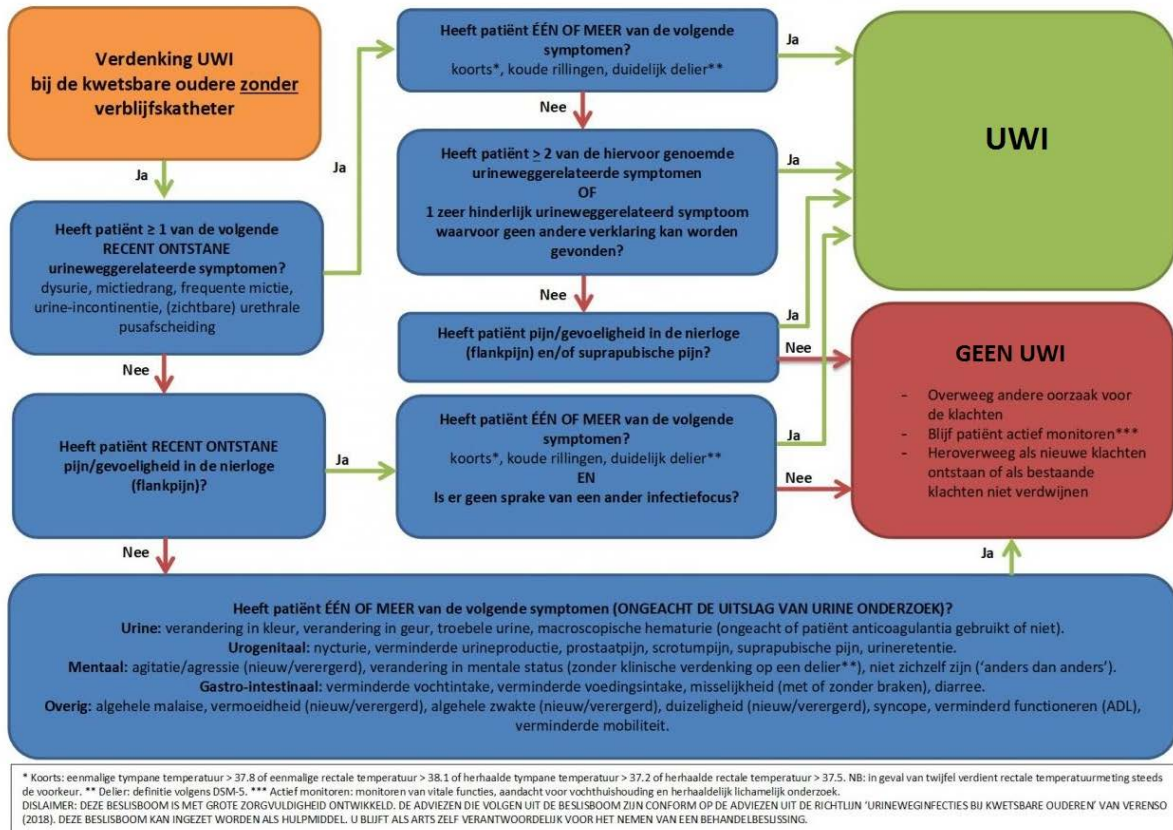 Verdenking UWI
bij de kwetsbare oudere zonder
verblijfskatheter
Ja
Heeft patiënt ≥ 1 van de volgende
RECENT ONTSTANE
urineweggerelateerde symptomen?
dysurie, mictiedrang, frequente mictie,
urine-incontinentie, (zichtbare) urethrale
pusafscheiding
Ja
Nee
Heeft patiënt RECENT ONTSTANE
pijn/gevoeligheid in de nierloge
(flankpijn)?
Ja
Nee
Heeft patiënt ÉÉN OF MEER van de volgende
symptomen?
koorts*, koude rillingen, duidelijk delier**
Ja
Nee
Heeft patiënt ≥ 2 van de hiervoor genoemde
urineweggerelateerde symptomen
OF
1 zeer hinderlijk urineweggerelateerd symptoom
waarvoor geen andere verklaring kan worden
gevonden?
Ja
Nee
Heeft patiënt pijn/gevoeligheid in de nierloge
(flankpijn) en/of suprapubische pijn?
Ja
Nee
Heeft patiënt ÉÉN OF MEER van de volgende
symptomen?
koorts*, koude rillingen, duidelijk delier**
EN
Is er geen sprake van een ander infectiefocus?
Ja
Nee
UWI
GEEN UWI
- Overweeg andere oorzaak voor
de klachten
- Blijf patiënt actief monitoren***
- Heroverweeg als nieuwe klachten
ontstaan of als bestaande
klachten niet verdwijnen
Ja
Heeft patiënt ÉÉN OF MEER van de volgende symptomen (ONGEACHT DE UITSLAG VAN URINE ONDERZOEK)?
Urine: verandering in kleur, verandering in geur, troebele urine, macroscopische hematurie (ongeacht of patiënt anticoagulantia gebruikt of niet).
Urogenitaal: nycturie, verminderde urineproductie, prostaatpijn, scrotumpijn, suprapubische pijn, urineretentie.
Mentaal: agitatie/agressie (nieuw/verergerd), verandering in mentale status (zonder klinische verdenking op een delier**), niet zichzelf zijn (‘anders dan anders’).
Gastro-intestinaal: verminderde vochtintake, verminderde voedingsintake, misselijkheid (met of zonder braken), diarree.
Overig: algehele malaise, vermoeidheid (nieuw/verergerd), algehele zwakte (nieuw/verergerd), duizeligheid (nieuw/verergerd), syncope, verminderd functioneren (ADL),
verminderde mobiliteit.
* Koorts: eenmalige tympane temperatuur > 37.8 of eenmalige rectale temperatuur > 38.1 of herhaalde tympane temperatuur > 37.2 of herhaalde rectale temperatuur > 37.5. NB: in geval van twijfel verdient rectale temperatuurmeting steeds
de voorkeur. ** Delier: definitie volgens DSM-5. *** Actief monitoren: monitoren van vitale functies, aandacht voor vochthuishouding en herhaaldelijk lichamelijk onderzoek.
DISLAIMER: DEZE BESLISBOOM IS MET GROTE ZORGVULDIGHEID ONTWIKKELD. DE ADVIEZEN DIE VOLGEN UIT DE BESLISBOOM ZIJN CONFORM OP DE ADVIEZEN UIT DE RICHTLIJN ‘URINEWEGINFECTIES BIJ KWETSBARE OUDEREN’ VAN VERENSO
(2018). DEZE BESLISBOOM KAN INGEZET WORDEN ALS HULPMIDDEL. U BLIJFT ALS ARTS ZELF VERANTWOORDELIJK VOOR HET NEMEN VAN EEN BEHANDELBESLISSING.